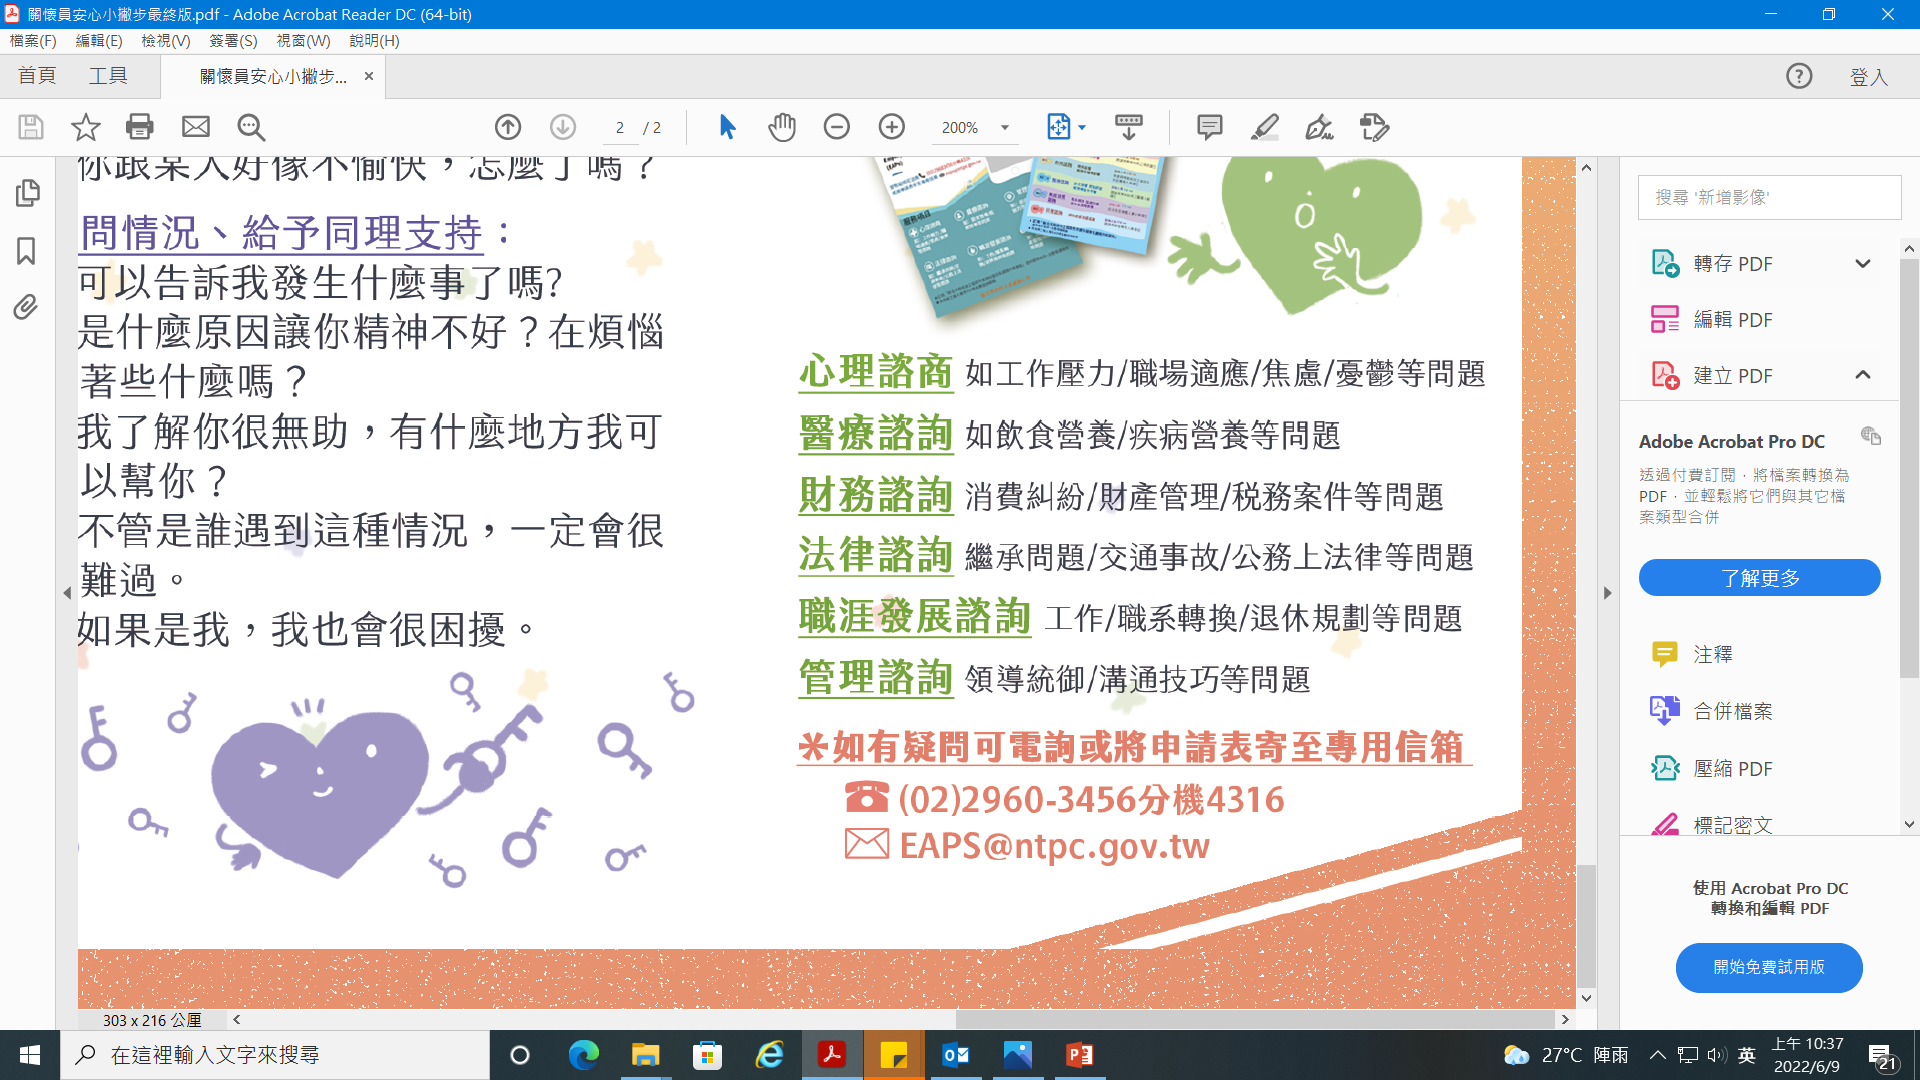 關懷員安心小撇步最終版.pdf - Adobe Acrobat Reader DC (64-bit)
檔案(F) 編輯(E) 檢視(V) 簽署(S) 視窗(W) 說明(H)
首頁 工具 關懷員安心小撇步... × 登入
2 / 2 200%
你跟某人好像不愉快，怎麼了嗎？
問情況、給予同理支持：
可以告訴我發生什麼事了嗎?
是什麼原因讓你精神不好？在煩惱
著些什麼嗎？
我了解你很無助，有什麼地方我可
以幫你？
不管是誰遇到這種情況，一定會很
難過。
如果是我，我也會很困擾。
服務項目
心理諮商 如工作壓力/職場適應/焦慮/憂鬱等問題
醫療諮詢 如飲食營養/疾病營養等問題
財務諮詢 消費糾紛/財產管理/稅務案件等問題
法律諮詢 繼承問題/交通事故/公務上法律等問題
職涯發展諮詢 工作/職系轉換/退休規劃等問題
管理諮詢 領導統御/溝通技巧等問題
＊如有疑問可電詢或將申請表寄至專用信箱
☎ (02)2960-3456分機4316
✉ EAPS@ntpc.gov.tw
搜尋 '新增影像'
轉存 PDF
編輯 PDF
建立 PDF
Adobe Acrobat Pro DC
透過付費訂閱，將檔案轉換為
PDF，並輕鬆將它們與其它檔
案類型合併
了解更多
注釋
合併檔案
壓縮 PDF
標記密文
使用 Acrobat Pro DC
轉換和編輯 PDF
開始免費試用版
303 x 216 公厘
在這裡輸入文字來搜尋
27°C 陣雨 英 上午 10:37
2022/6/9
21